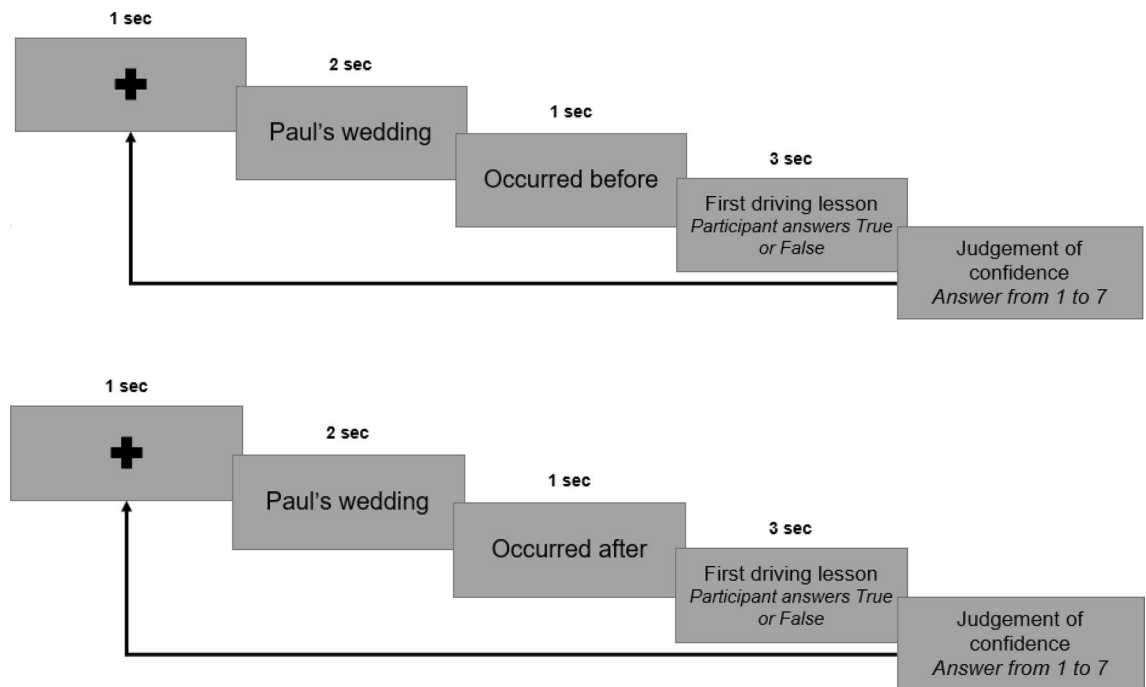 1 sec
2 sec
Paul's wedding
1 sec
Occurred before
3 sec
First driving lesson
Participant answers True
or False
Judgement of
confidence
Answer from 1 to 7
1 sec
2 sec
Paul's wedding
1 sec
Occurred after
3 sec
First driving lesson
Participant answers True
or False
Judgement of
confidence
Answer from 1 to 7